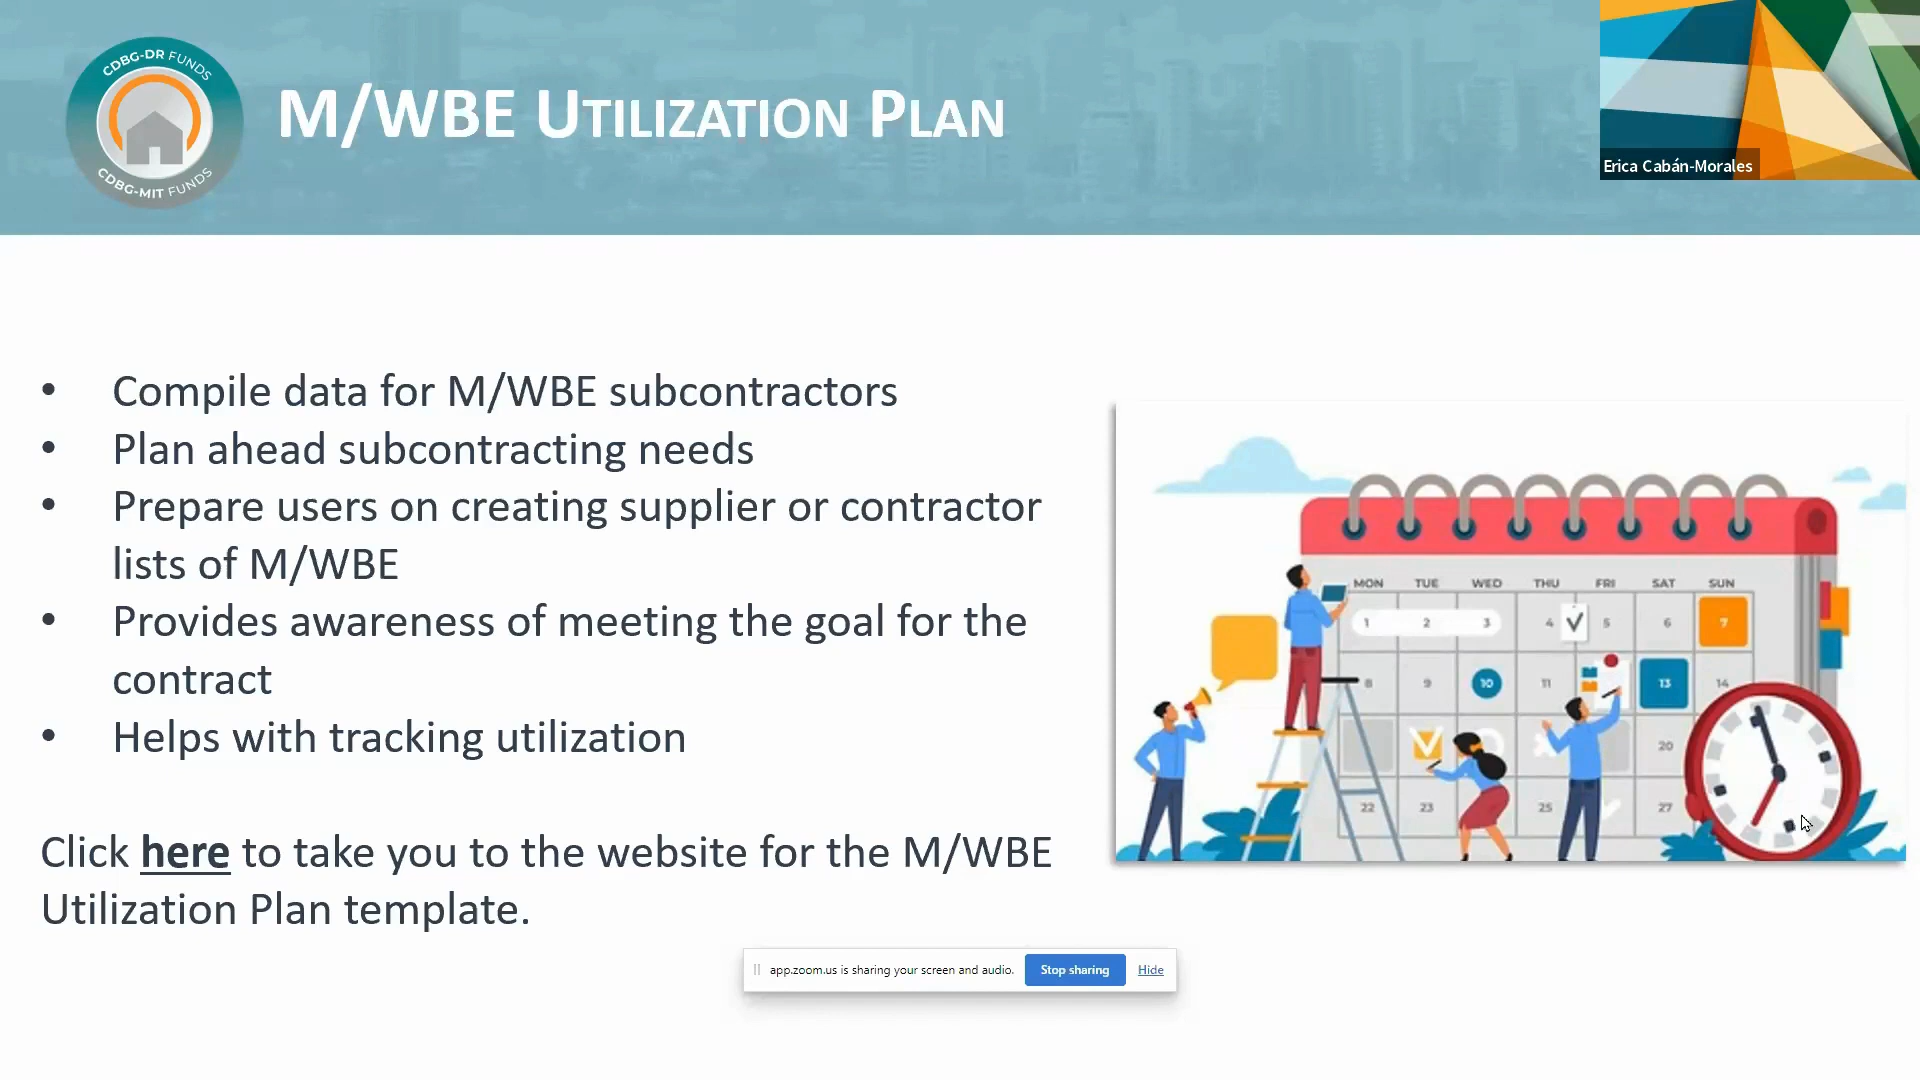 CDBG-DR FUNDS
CDBG-MIT FUNDS
M/WBE UTILIZATION PLAN
Erica Cabán-Morales
• Compile data for M/WBE subcontractors
• Plan ahead subcontracting needs
• Prepare users on creating supplier or contractor
lists of M/WBE
• Provides awareness of meeting the goal for the
contract
• Helps with tracking utilization
Click here to take you to the website for the M/WBE
Utilization Plan template.
MON TUE WED THU FRI SAT SUN
1 2 3 4 5 6 7
8 9 10 11 13 14
20
22 23 25 27
app.zoom.us is sharing your screen and audio. Stop sharing Hide